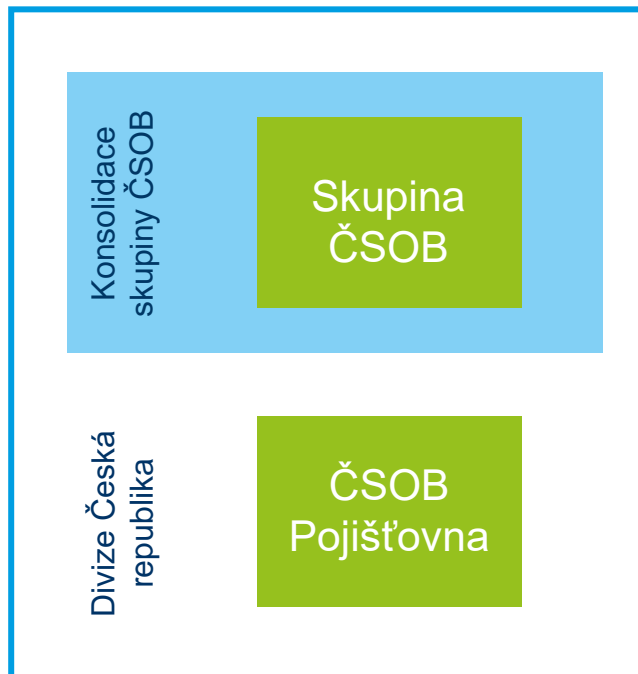 Konsolidace
skupiny ČSOB
Skupina
ČSOB
Divize Česká
republika
ČSOB
Pojišťovna